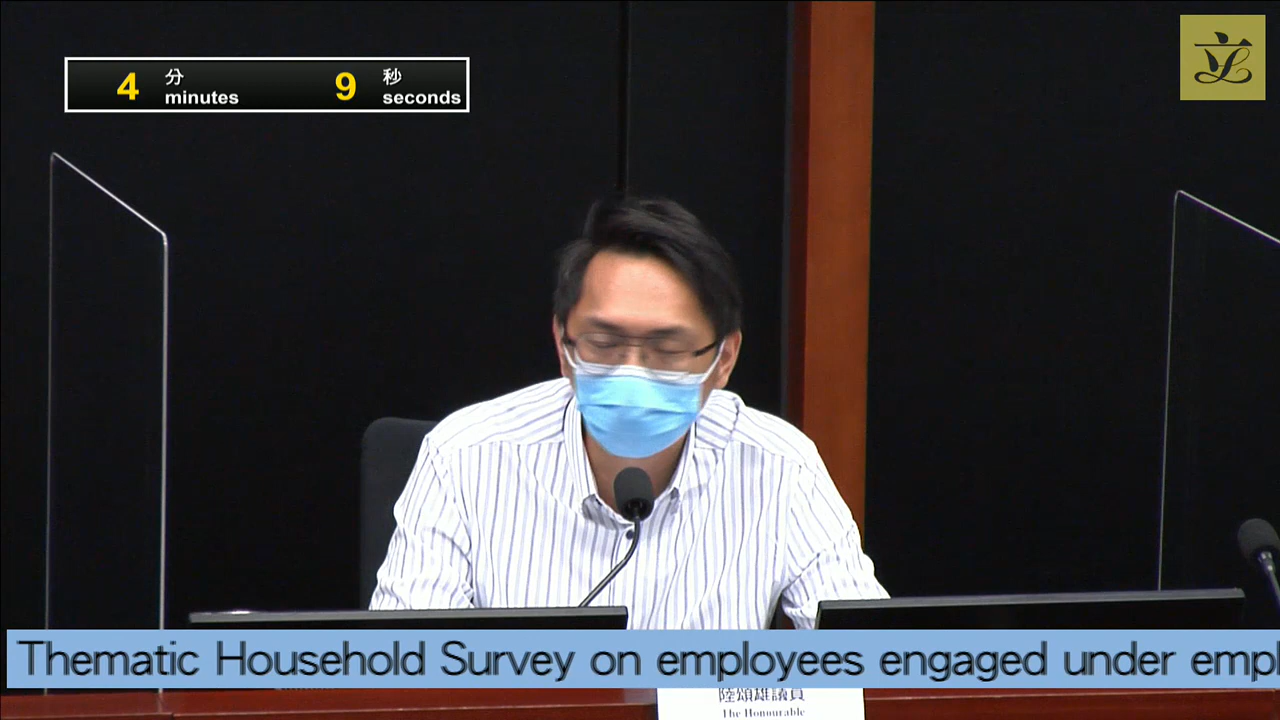 4 分 9 秒
minutes seconds
立
Thematic Household Survey on employees engaged under empl
陸頌雄議員
The Honourable